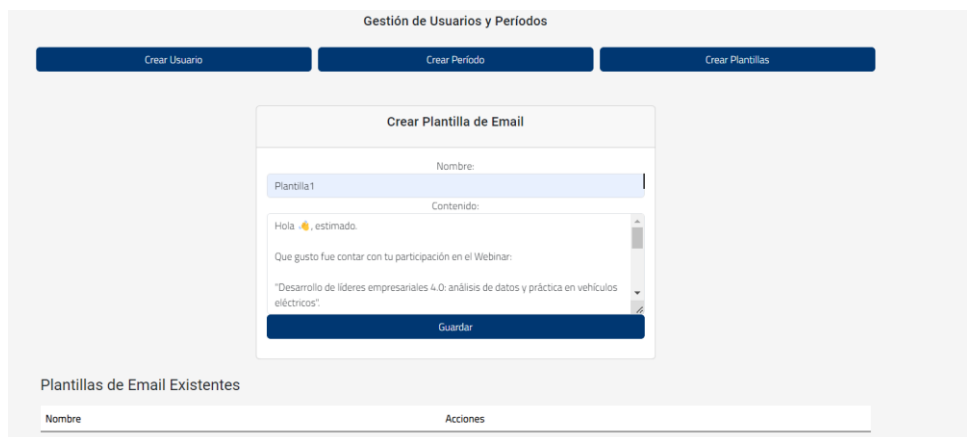 Gestión de Usuarios y Períodos
Crear Usuario
Crear Período
Crear Plantillas
Crear Plantilla de Email
Nombre:
Plantilla1
Contenido:
Hola 👋, estimado.
Que gusto fue contar con tu participación en el Webinar:
"Desarrollo de líderes empresariales 4.0: análisis de datos y práctica en vehículos
eléctricos".
Guardar
Plantillas de Email Existentes
Nombre
Acciones